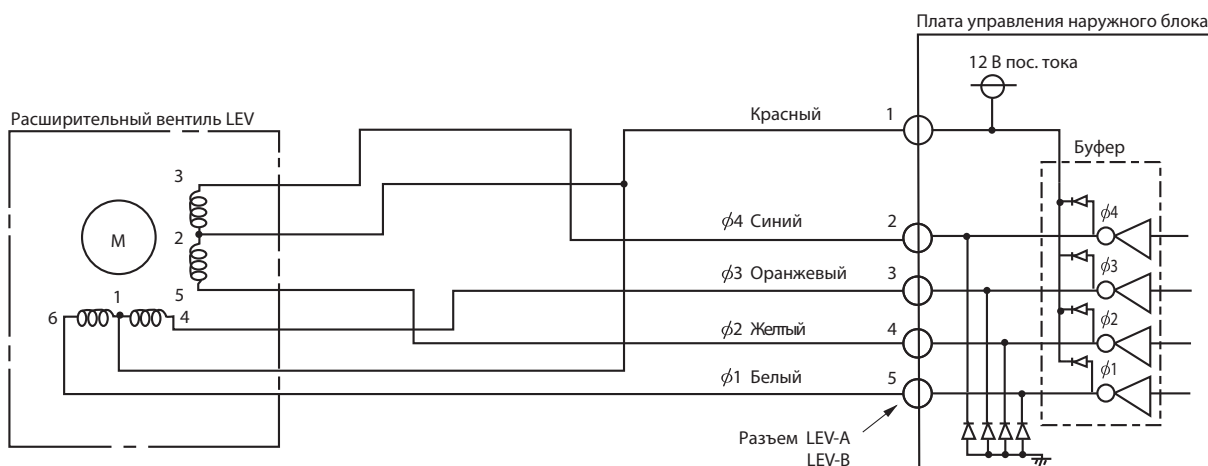 Плата управления наружного блока
12 В пос. тока
Расширительный вентиль LEV
Красный 1
Буфер
3
ϕ4
ϕ4 Синий 2
2
М
ϕ3
ϕ3 Оранжевый 3
5
1
6 4
ϕ2
ϕ2 Желтый 4
ϕ1
ϕ1 Белый 5
Разъем LEV-A
LEV-B